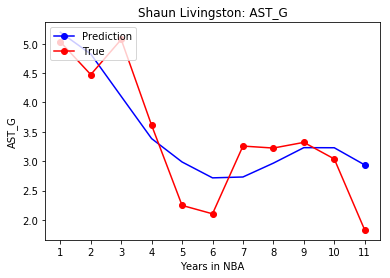 Shaun Livingston: AST_G
Prediction
True
5.0
4.5
4.0
3.5
3.0
2.5
2.0
AST_G
1 2 3 4 5 6 7 8 9 10 11
Years in NBA